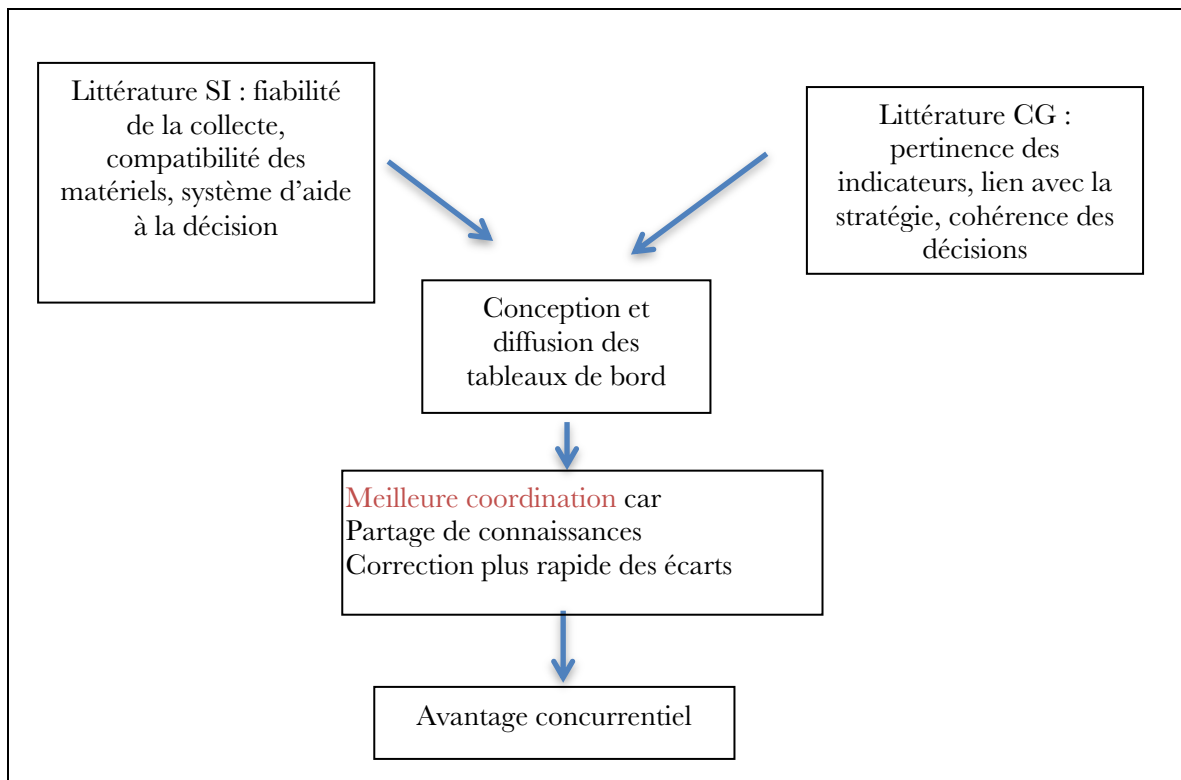 Littérature SI : fiabilité
de la collecte,
compatibilité des
matériels, système d’aide
à la décision
Littérature CG :
pertinence des
indicateurs, lien avec la
stratégie, cohérence des
décisions
Conception et
diffusion des
tableaux de bord
Meilleure coordination car
Partage de connaissances
Correction plus rapide des écarts
Avantage concurrentiel